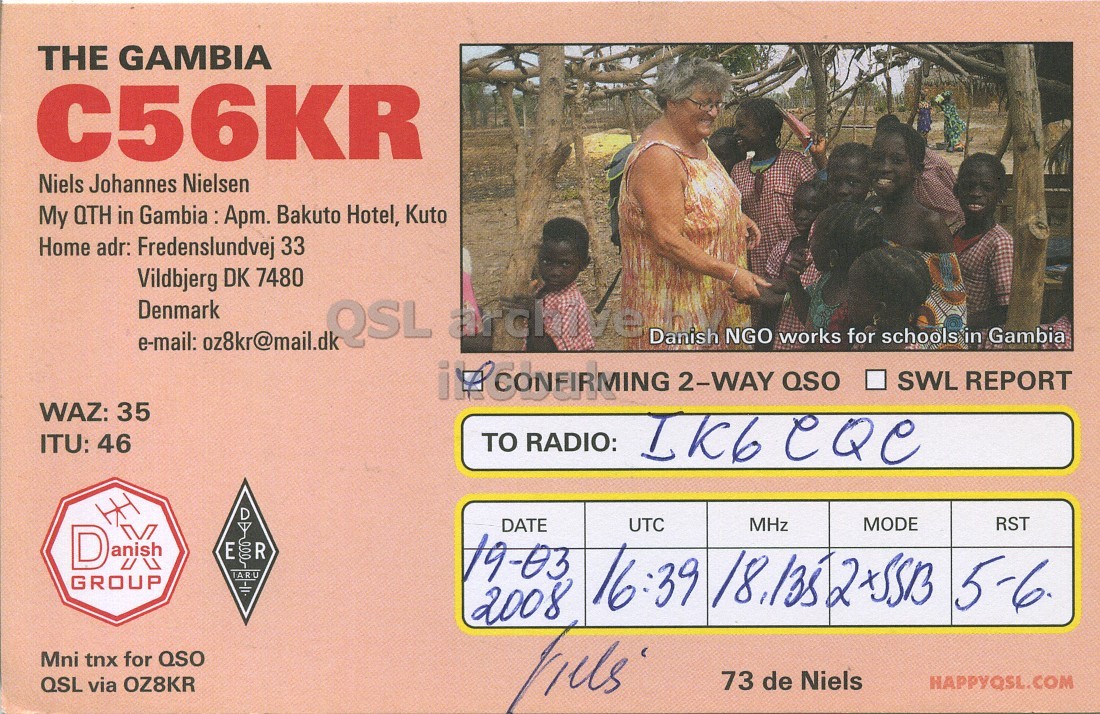 THE GAMBIA
C56KR
Niels Johannes Nielsen
My QTH in Gambia : Apm. Bakuto Hotel, Kuto
Home adr: Fredenslundvej 33
Vildbjerg DK 7480
Denmark
e-mail: oz8kr@mail.dk
WAZ: 35
ITU: 46
Danish DX GROUP
DYER
IARU
Mni tnx for QSO
QSL via OZ8KR
QSL archive by
ik6bak
Danish NGO works for schools in Gambia
CONFIRMING 2-WAY QSO SWL REPORT
TO RADIO: IK6CQC
DATE UTC MHz MODE RST
19-03 2008 16:39 18,135 2xSSB 5-6.
Niels
73 de Niels
HAPPYQSL.COM